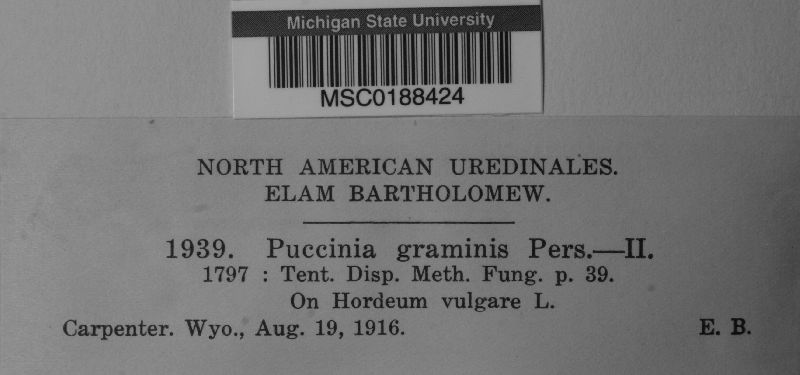 Michigan State University
MSC0188424
NORTH AMERICAN UREDINALES.
ELAM BARTHOLOMEW.
1939. Puccinia graminis Pers.—II.
1797 : Tent. Disp. Meth. Fung. p. 39.
On Hordeum vulgare L.
Carpenter. Wyo., Aug. 19, 1916. E. B.